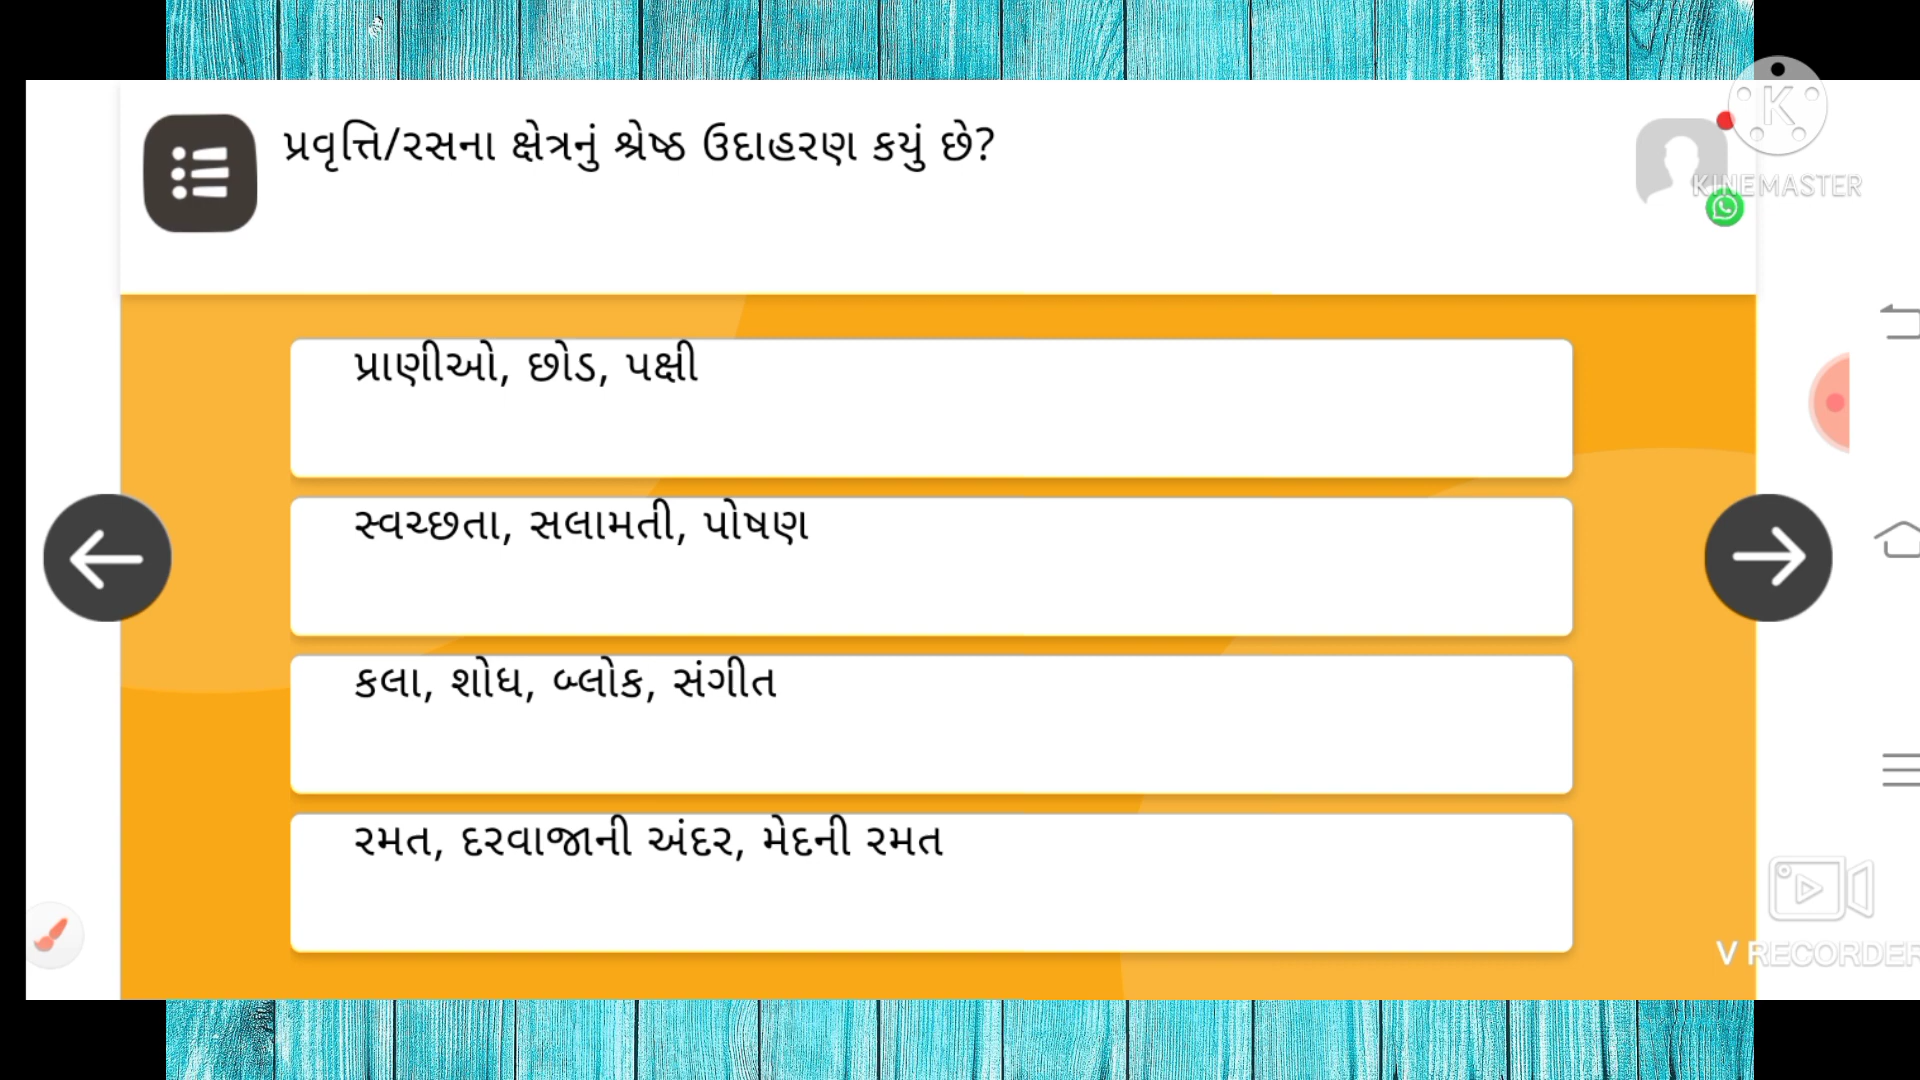 પ્રવૃત્તિ/રસના ક્ષેત્રનું શ્રેષ્ઠ ઉદાહરણ કયું છે?
K
KINEMASTER
પ્રાણીઓ, છોડ, પક્ષી
સ્વચ્છતા, સલામતી, પોષણ
કલા, શોધ, બ્લોક, સંગીત
રમત, દરવાજાની અંદર, મેદની રમત
V RECORDER